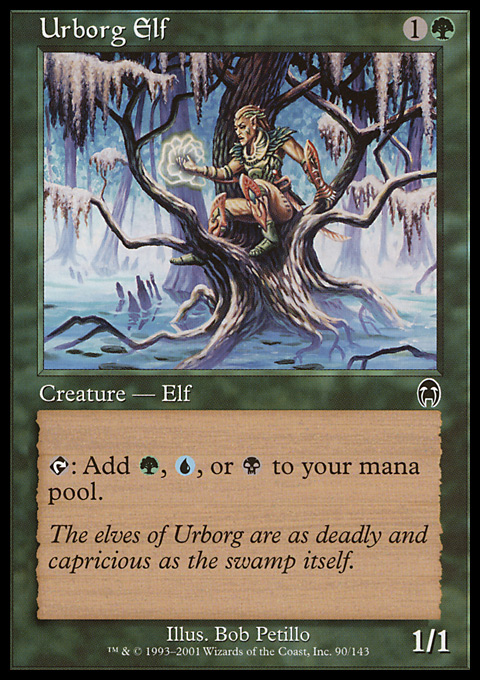 Urborg Elf 1
Creature — Elf
: Add , , or to your mana
pool.
The elves of Urborg are as deadly and
capricious as the swamp itself.
Illus. Bob Petillo
™ & © 1993–2001 Wizards of the Coast, Inc. 90/143
1/1